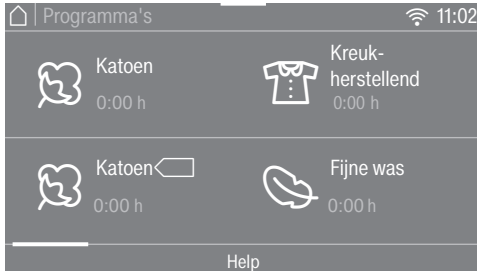 Programma's 11:02
Katoen
0:00 h
Kreuk-
herstellend
0:00 h
Katoen
0:00 h
Fijne was
0:00 h
Help